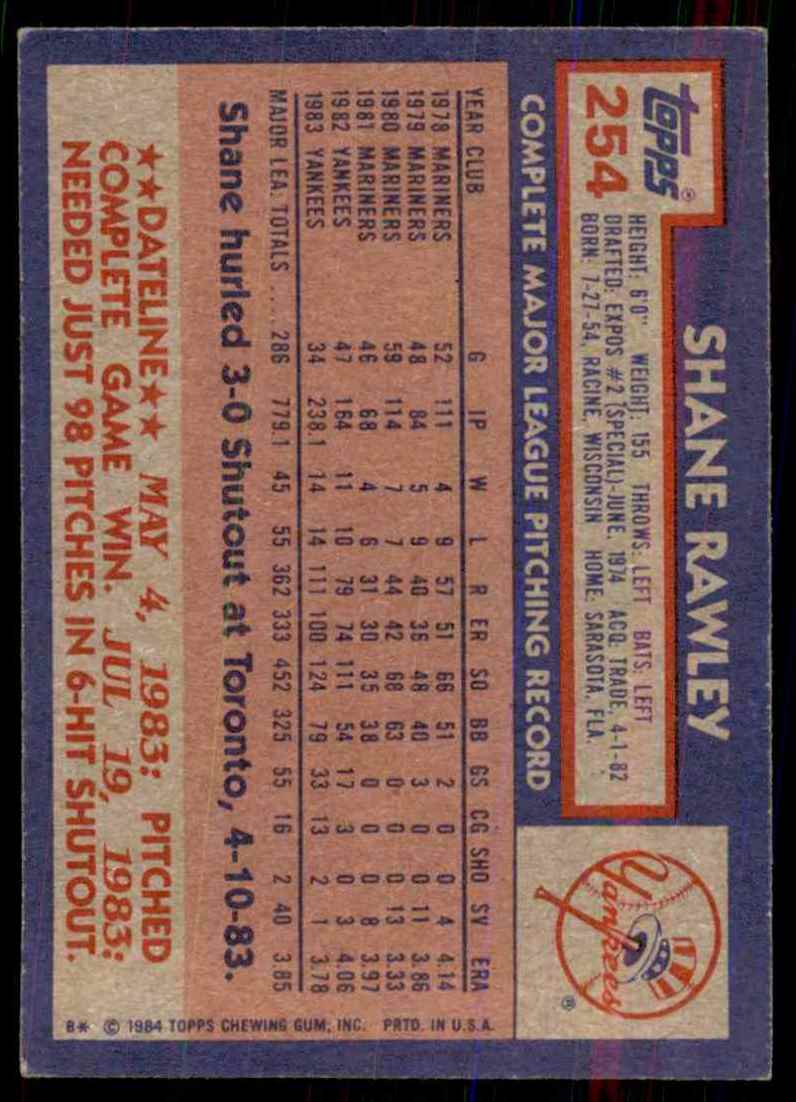 topps®
254
SHANE RAWLEY
HEIGHT: 6'0" WEIGHT: 155 THROWS: LEFT BATS: LEFT
DRAFTED: EXPOS #2 (SPECIAL)-JUNE, 1974 ACQ: TRADE, 4-1-82
BORN: 7-27-54, RACINE, WISCONSIN HOME: SARASOTA, FLA.
Yankees ®
COMPLETE MAJOR LEAGUE PITCHING RECORD
YEAR CLUB G IP W L R ER SO BB GS CG SHO SV ERA
1978 MARINERS 52 111 4 9 57 51 66 51 2 0 0 4 4.14
1979 MARINERS 48 84 5 9 40 36 48 40 3 0 0 11 3.86
1980 MARINERS 59 114 7 7 44 42 68 63 0 0 0 13 3.33
1981 MARINERS 46 68 4 6 31 30 35 38 0 0 0 8 3.97
1982 YANKEES 47 164 11 10 79 74 111 54 17 3 0 3 4.06
1983 YANKEES 34 238.1 14 14 111 100 124 79 33 13 2 1 3.78
MAJOR LEA. TOTALS .... 286 779.1 45 55 362 333 452 325 55 16 2 40 3.85
Shane hurled 3-0 Shutout at Toronto, 4-10-83.
★★DATELINE★★ MAY 4, 1983: PITCHED
COMPLETE GAME WIN. JUL 19, 1983:
NEEDED JUST 98 PITCHES IN 6-HIT SHUTOUT.
B* © 1984 TOPPS CHEWING GUM, INC. PRTD. IN U.S.A.